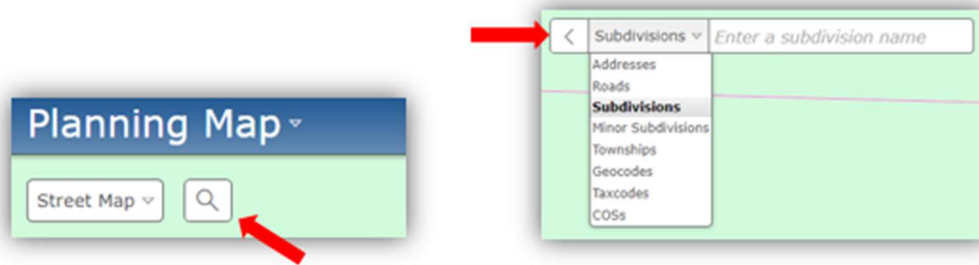 Planning Map
Street Map
Subdivisions Enter a subdivision name
Addresses
Roads
Subdivisions
Minor Subdivisions
Townships
Geocodes
Taxcodes
COSs